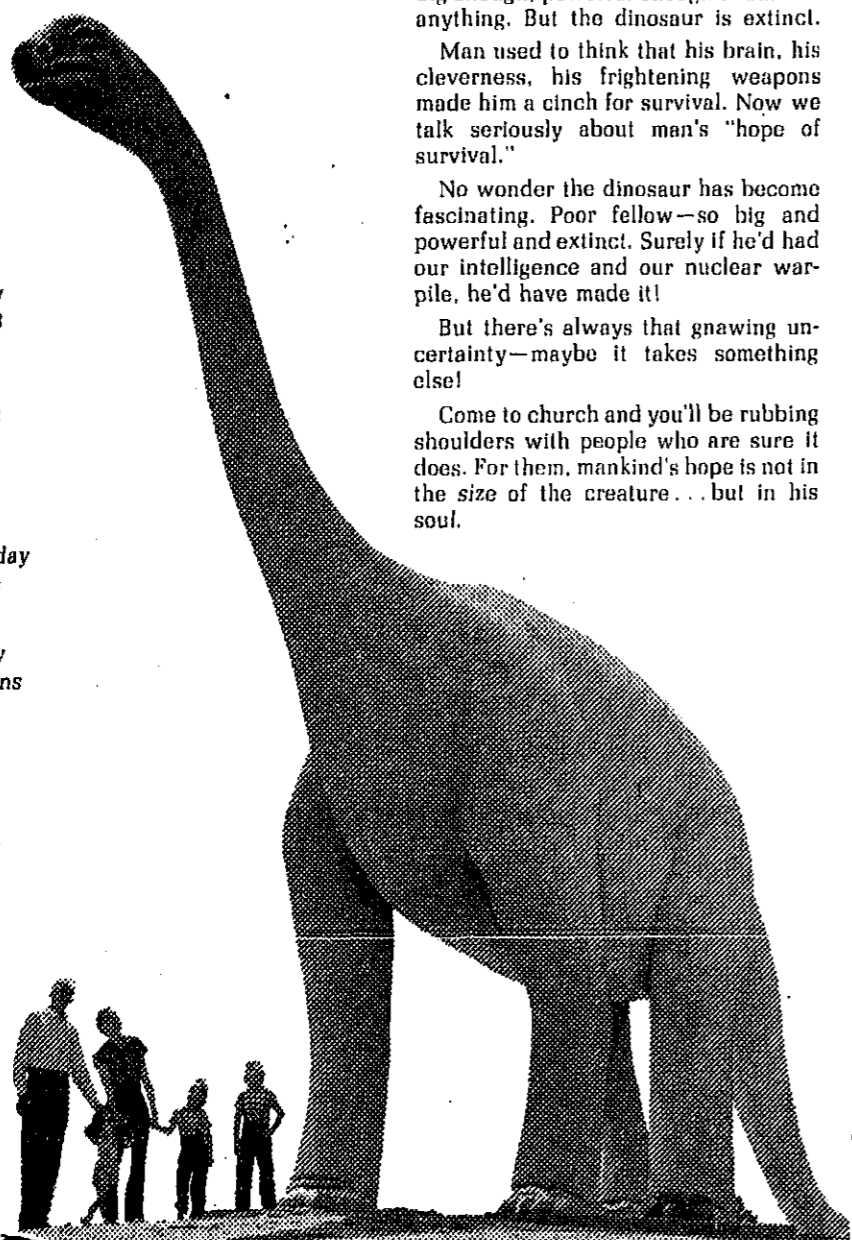 anything. But the dinosaur is extinct.
Man used to think that his brain, his
cleverness, his frightening weapons
made him a cinch for survival. Now we
talk seriously about man's "hope of
survival."
No wonder the dinosaur has become
fascinating. Poor fellow—so big and
powerful and extinct. Surely if he'd had
our intelligence and our nuclear war-
pile, he'd have made it!
But there's always that gnawing un-
certainty—maybe it takes something
else!
Come to church and you'll be rubbing
shoulders with people who are sure it
does. For them, mankind's hope is not in
the size of the creature...but in his
soul.